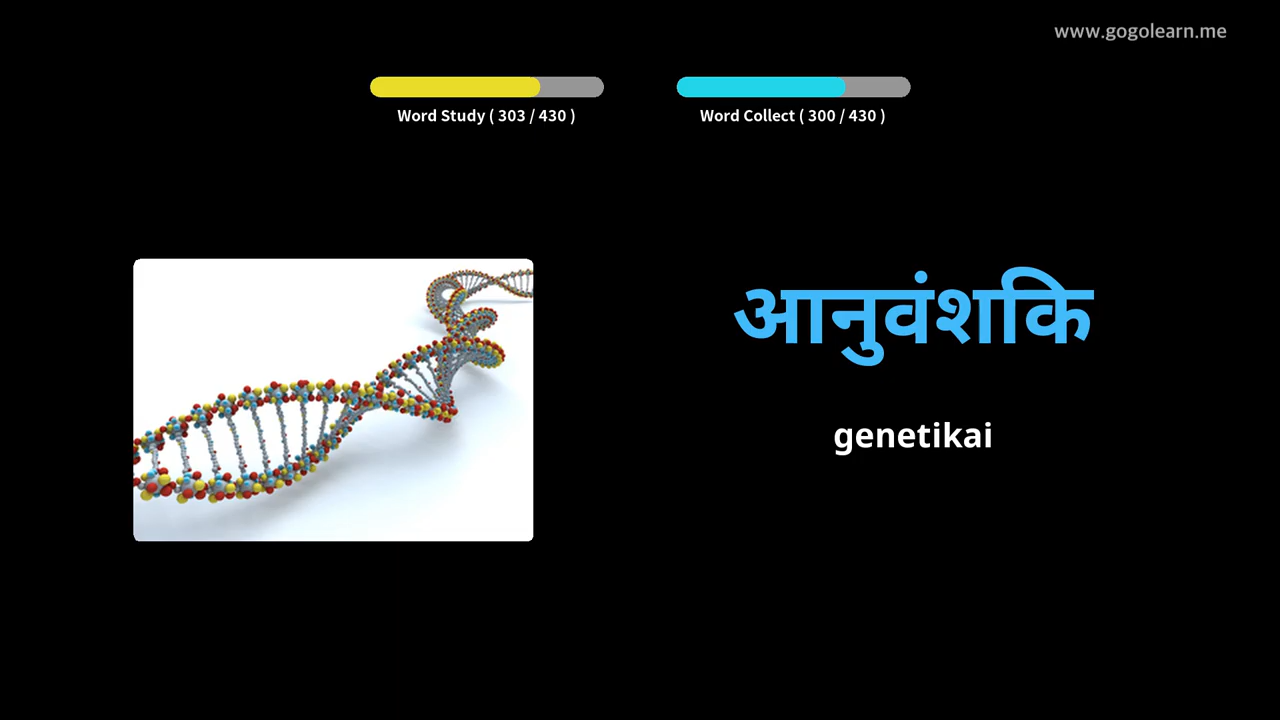 www.gogolearn.me
Word Study ( 303 / 430 )
Word Collect ( 300 / 430 )
आनुवंशकि
genetikai